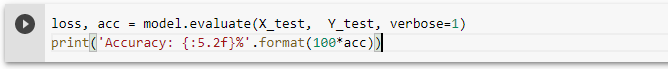 loss, acc = model.evaluate(X_test,  Y_test, verbose=1)
print('Accuracy: {:5.2f}%'.format(100*acc))